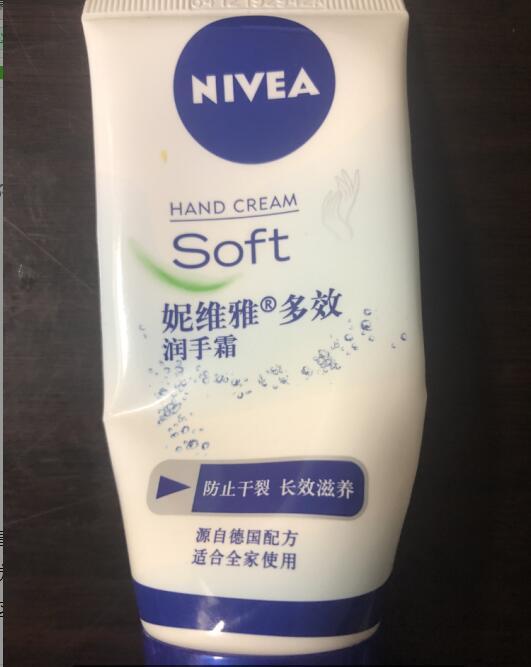 NIVEA
HAND CREAM
Soft
妮维雅®多效
润手霜
防止干裂 长效滋养
源自德国配方
适合全家使用